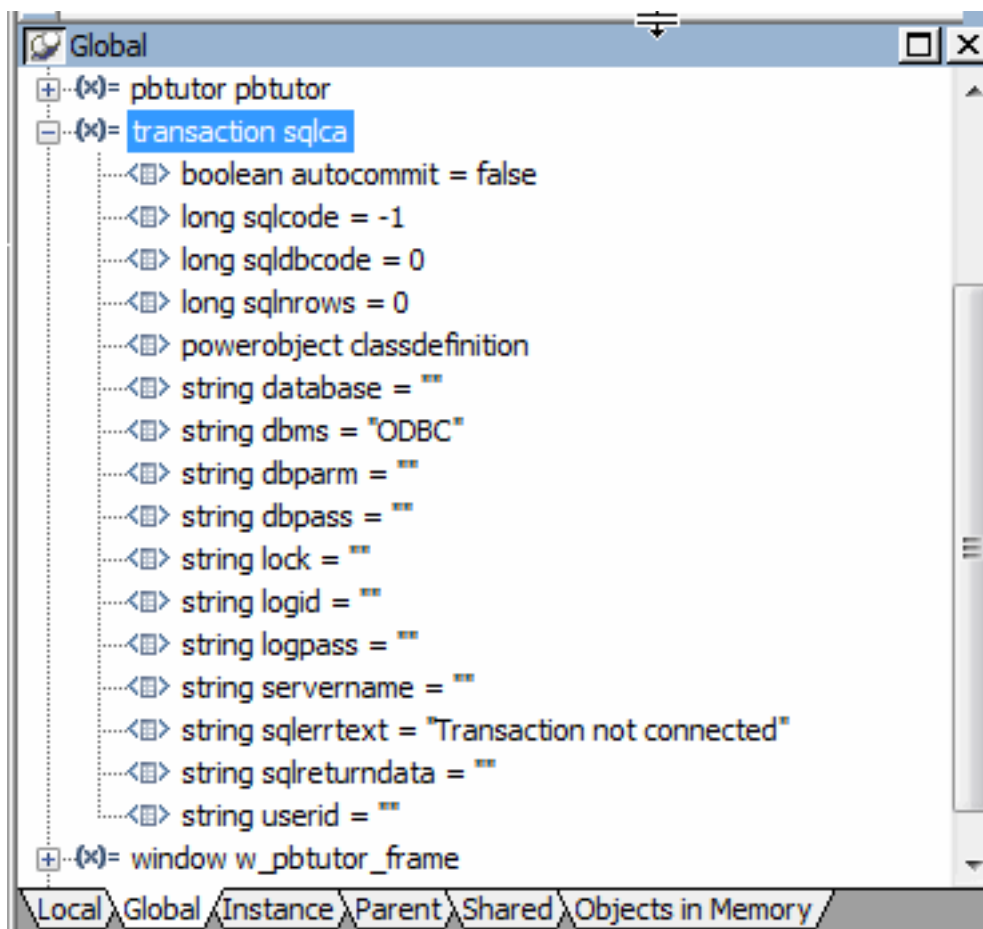 Global
(x)= pbtutor pbtutor
(x)= transaction sqlca
boolean autocommit = false
long sqlcode = -1
long sqldbcode = 0
long sqlnrows = 0
powerobject classdefinition
string database = ""
string dbms = "ODBC"
string dbparm = ""
string dbpass = ""
string lock = ""
string logid = ""
string logpass = ""
string servername = ""
string sqlerrtext = "Transaction not connected"
string sqlreturndata = ""
string userid = ""
(x)= window w_pbtutor_frame
Local Global Instance Parent Shared Objects in Memory